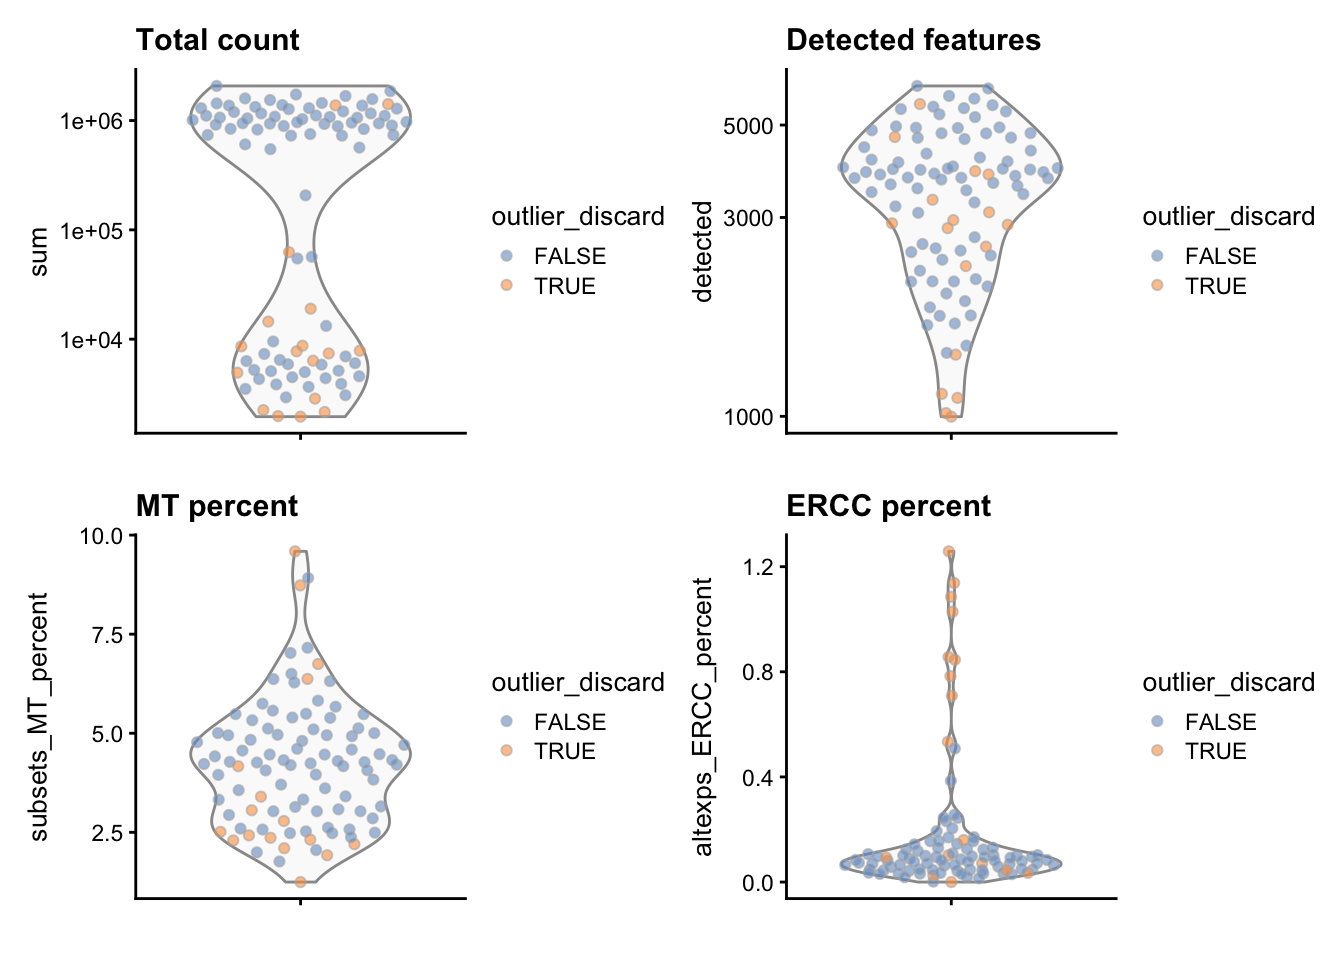 Total count
sum
1e+06
1e+05
1e+04
outlier_discard
FALSE
TRUE
Detected features
detected
5000
3000
1000
outlier_discard
FALSE
TRUE
MT percent
subsets_MT_percent
10.0
7.5
5.0
2.5
outlier_discard
FALSE
TRUE
ERCC percent
altexps_ERCC_percent
1.2
0.8
0.4
0.0
outlier_discard
FALSE
TRUE